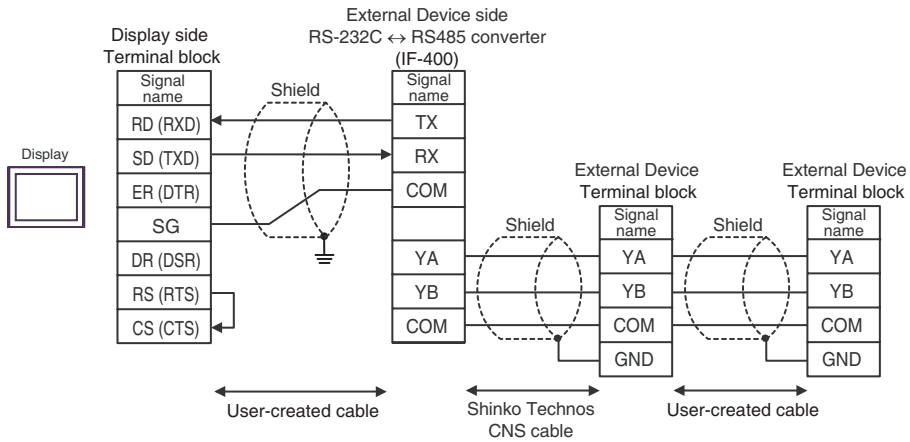 External Device side
RS-232C ↔ RS485 converter
(IF-400)
Display side
Terminal block
Signal
name
RD (RXD)
SD (TXD)
ER (DTR)
SG
DR (DSR)
RS (RTS)
CS (CTS)
Display
Shield
Signal
name
TX
RX
COM
YA
YB
COM
Shield
External Device
Terminal block
Signal
name
YA
YB
COM
GND
Shield
External Device
Terminal block
Signal
name
YA
YB
COM
GND
User-created cable
Shinko Technos
CNS cable
User-created cable